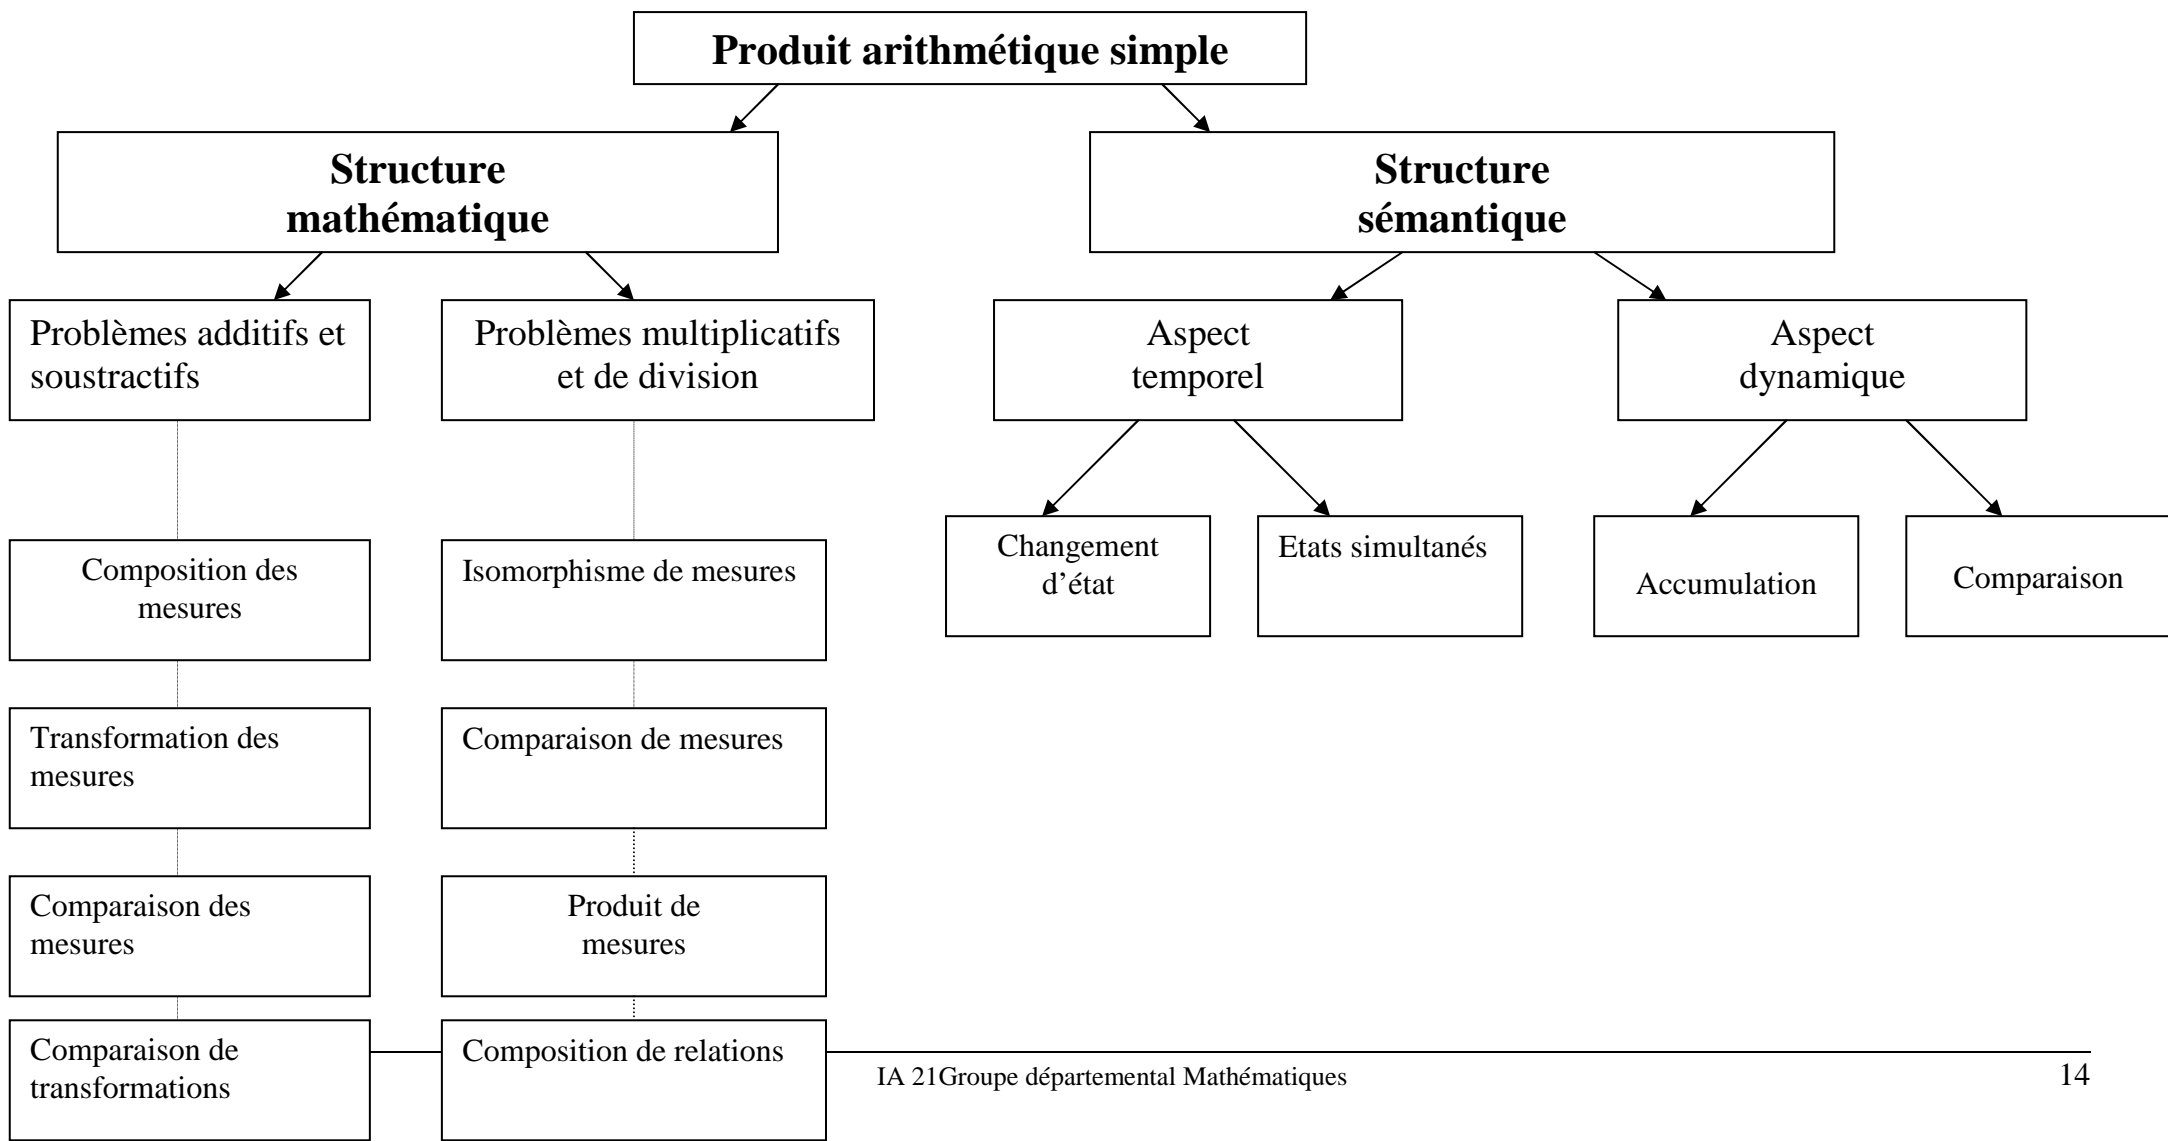 Produit arithmétique simple
Structure
mathématique
Structure
sémantique
Problèmes additifs et
soustractifs
Problèmes multiplicatifs
et de division
Aspect
temporel
Aspect
dynamique
Changement
d’état
Etats simultanés
Accumulation
Comparaison
Composition des
mesures
Isomorphisme de mesures
Transformation des
mesures
Comparaison de mesures
Comparaison des
mesures
Produit de
mesures
Comparaison de
transformations
Composition de relations
IA 21Groupe départemental Mathématiques
14